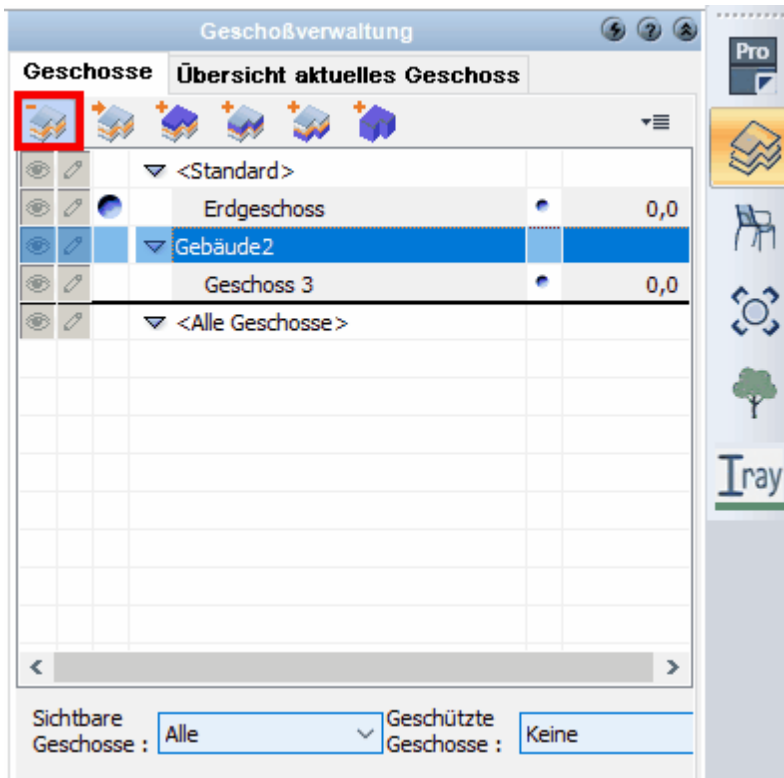 Geschoßverwaltung
Pro
Geschosse Übersicht aktuelles Geschoss
<Standard>
Erdgeschoss 0,0
Gebäude2
Geschoss 3 0,0
<Alle Geschosse>
Iray
Sichtbare
Geschosse : Alle
Geschützte
Geschosse : Keine